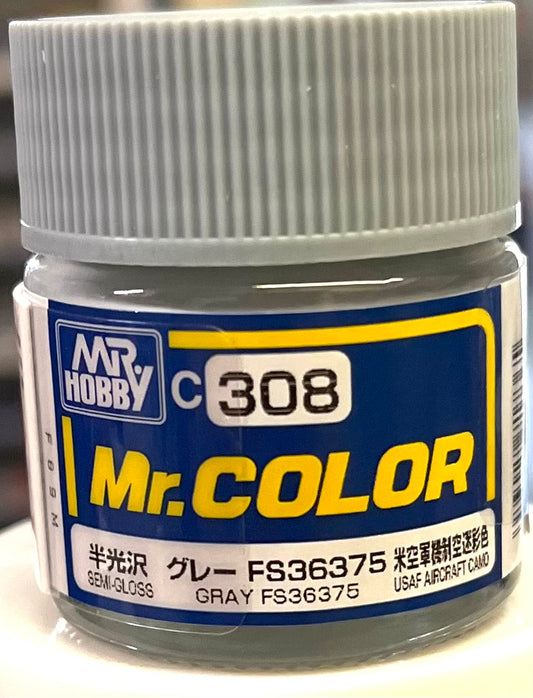 MR
HOBBY
C 308
Mr.COLOR
半光沢 グレー FS36375 米空軍機制空迷彩色
SEMI-GLOSS GRAY FS36375 USAF AIRCRAFT CAMO